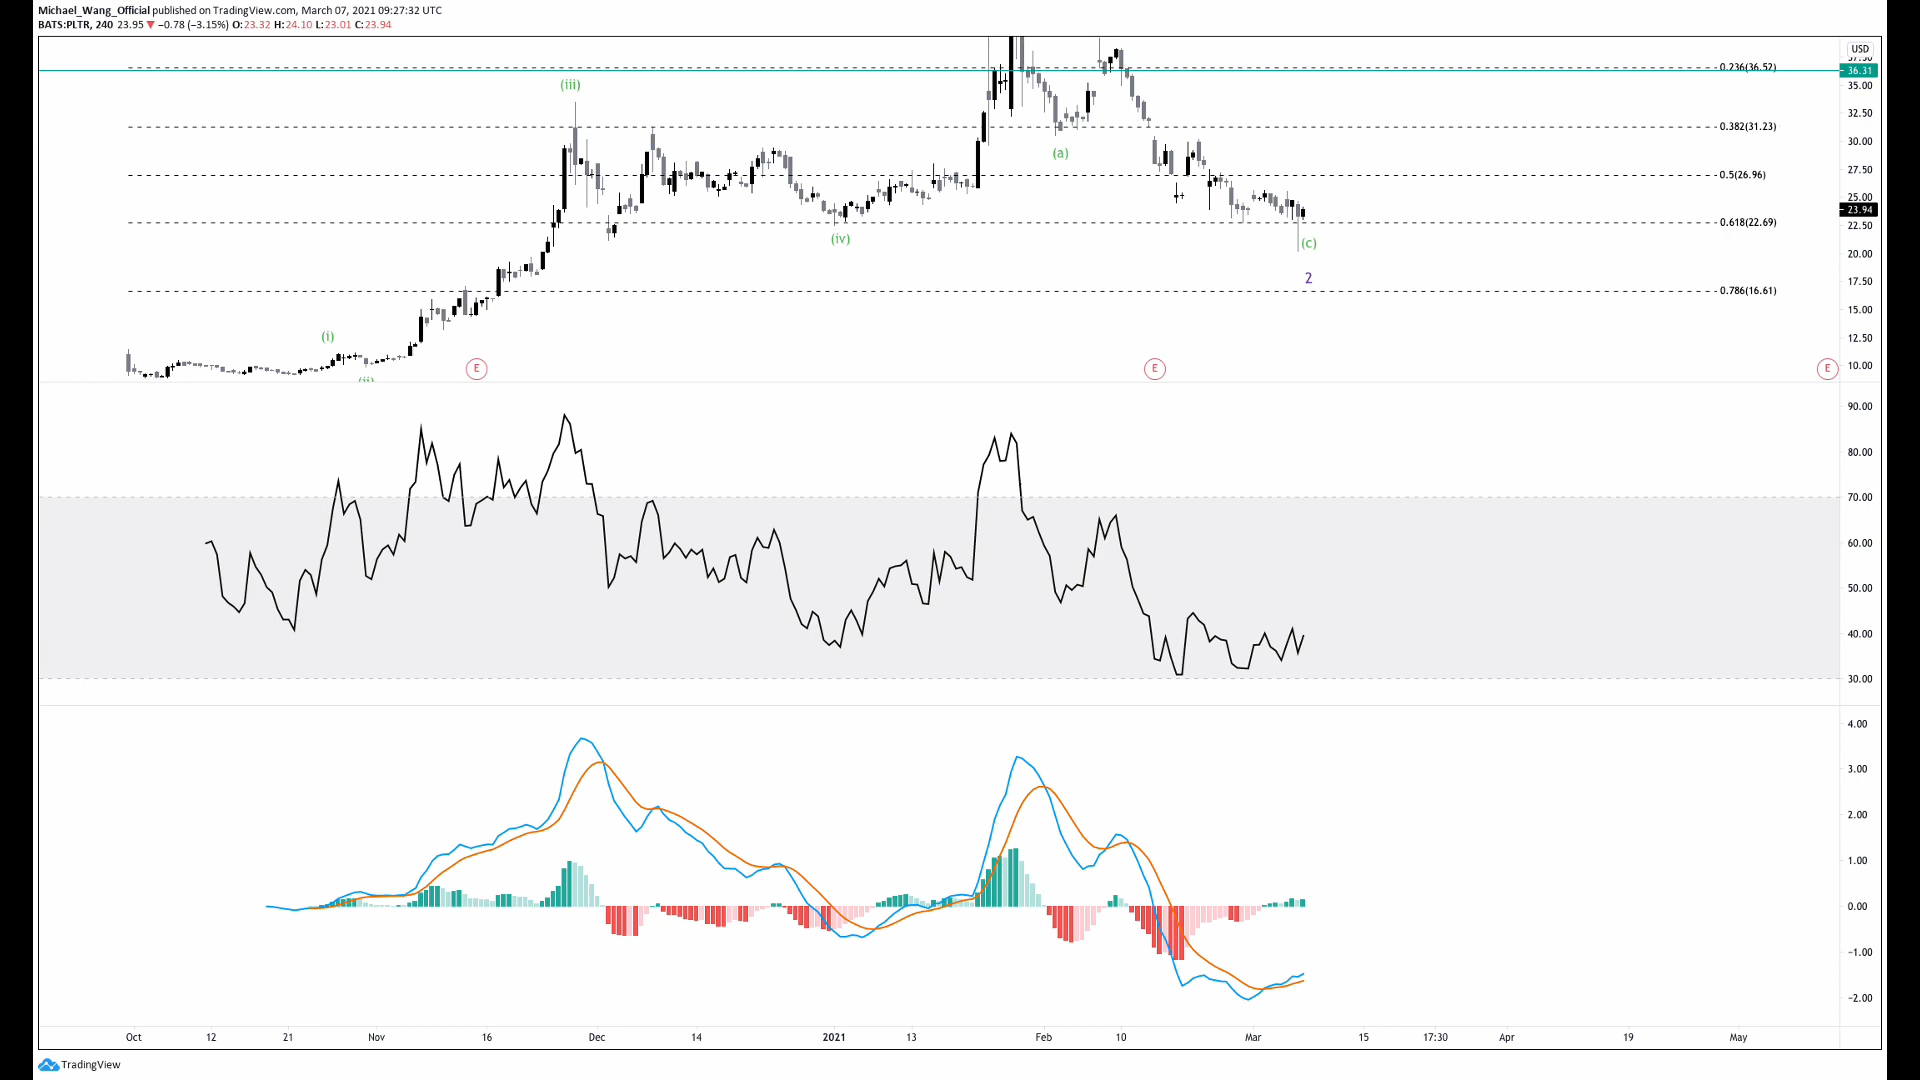 Michael_Wang_Official published on TradingView.com, March 07, 2021 09:27:32 UTC
BATS:PLTR, 240 23.95 ▼ −0.78 (−3.15%) O:23.32 H:24.10 L:23.01 C:23.94
USD
37.50
0.236(36.52)
36.31
(iii)
35.00
32.50
0.382(31.23)
30.00
(a)
27.50
0.5(26.96)
25.00
23.94
0.618(22.69)
22.50
(iv)
(c)
20.00
2
17.50
0.786(16.61)
15.00
(i)
12.50
(ii)
E
E
E
10.00
90.00
80.00
70.00
60.00
50.00
40.00
30.00
4.00
3.00
2.00
1.00
0.00
−1.00
−2.00
Oct 12 21 Nov 16 Dec 14 2021 13 Feb 10 Mar 15 17:30 Apr 19 May
TradingView